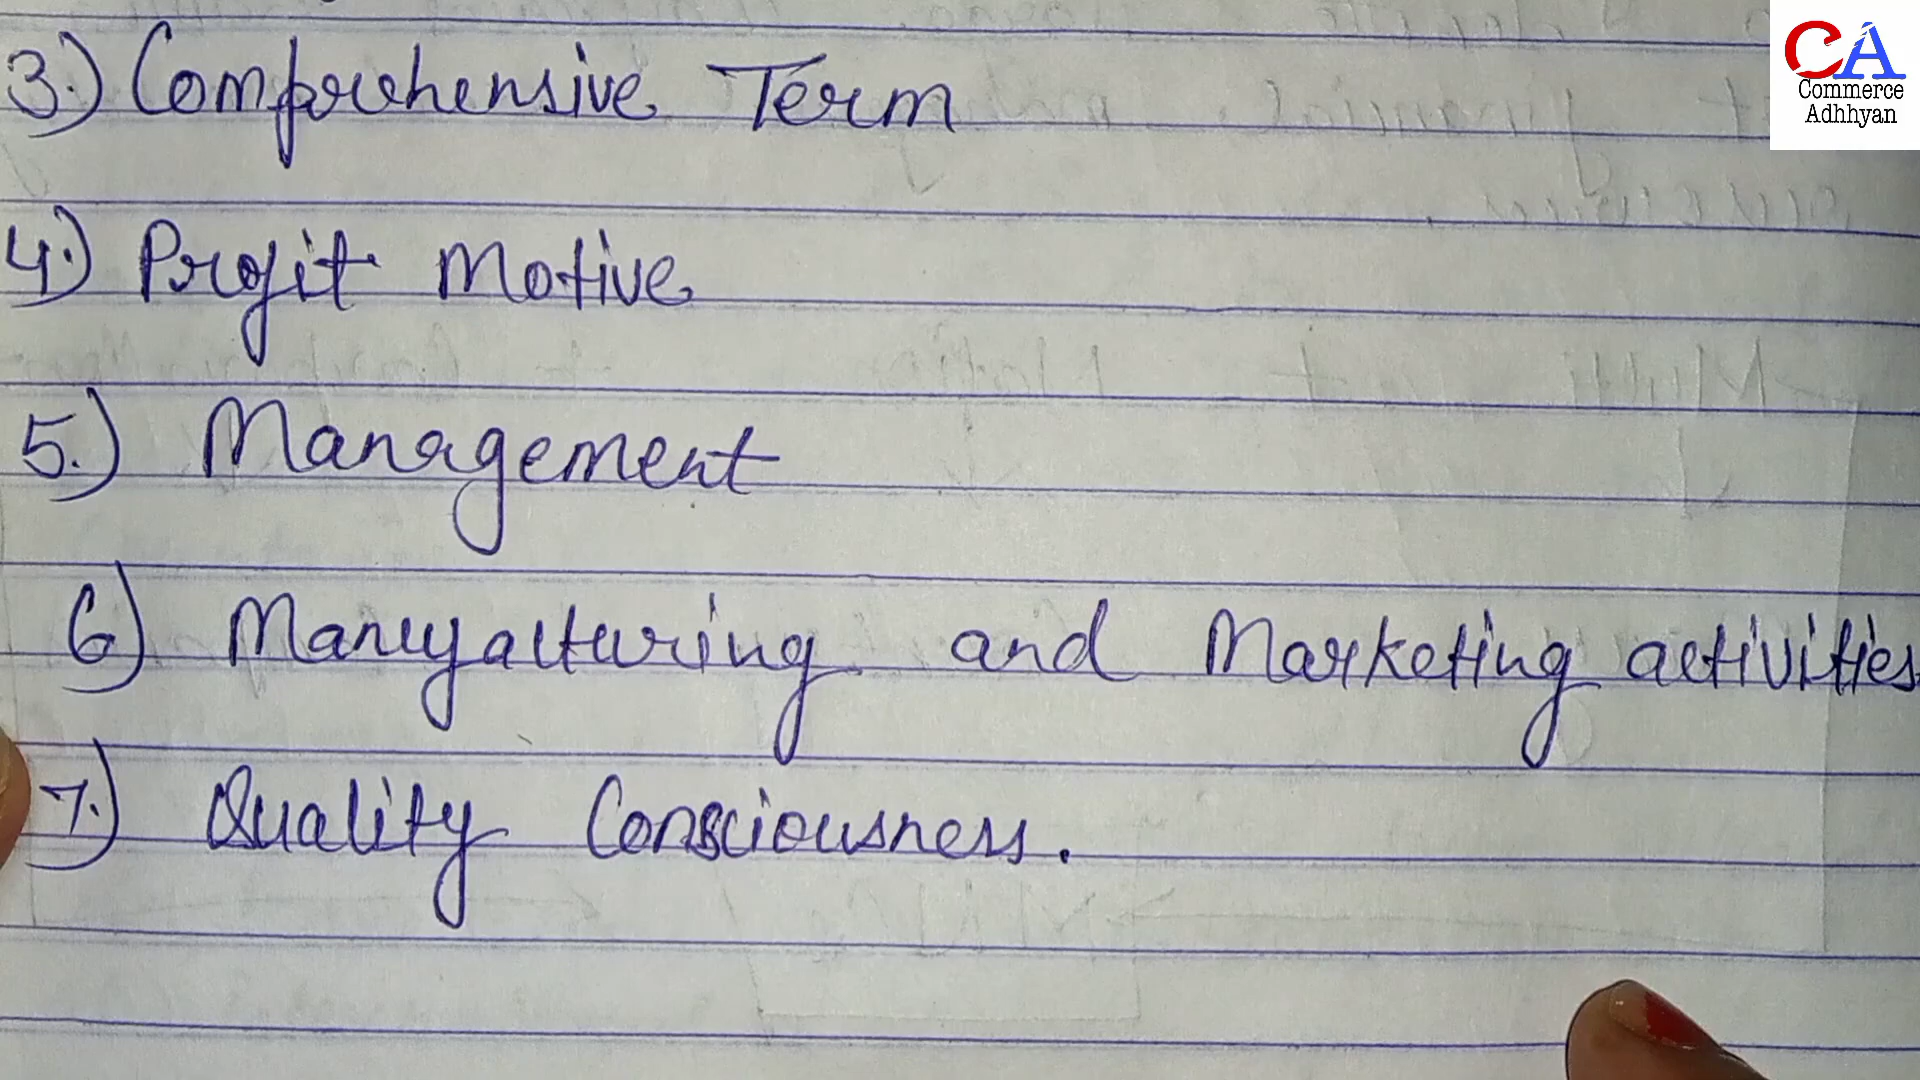 3.) Comprehensive Term
4.) Profit Motive
5.) Management
6) Manufacturing and Marketing activities
7.) Quality Consciousness.
CA
Commerce
Adhhyan